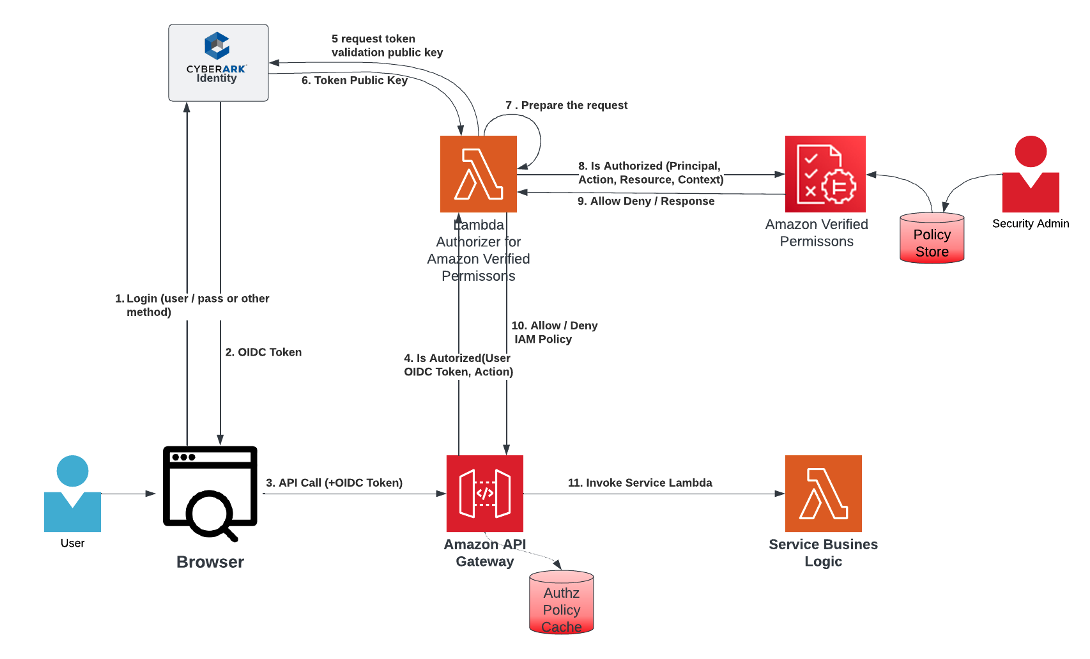 5 request token
validation public key
CYBERARK
Identity
6. Token Public Key
7 . Prepare the request
8. Is Authorized (Principal,
Action, Resource, Context)
9. Allow Deny / Response
Lambda
Authorizer for
Amazon Verified
Permissons
Amazon Verified
Permissons
Policy
Store
Security Admin
1. Login (user / pass or other
method)
2. OIDC Token
10. Allow / Deny
IAM Policy
4. Is Autorized(User
OIDC Token, Action)
3. API Call (+OIDC Token)
11. Invoke Service Lambda
User
Browser
Amazon API
Gateway
Service Busines
Logic
Authz
Policy
Cache